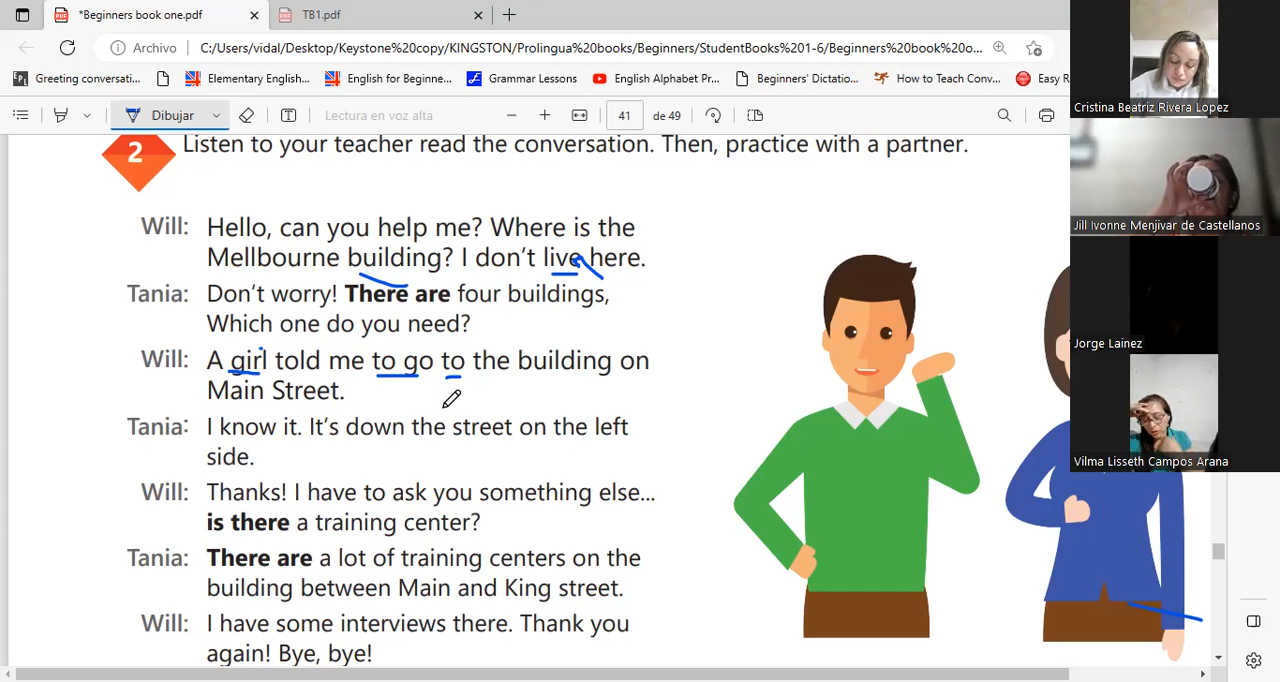 *Beginners book one.pdf
TB1.pdf
Archivo
C:/Users/vidal/Desktop/Keystone%20copy/KINGSTON/Prolingua%20books/Beginners/StudentBooks%201-6/Beginners%20book%20o...
Greeting conversati...
Elementary English...
English for Beginne...
Grammar Lessons
English Alphabet Pr...
Beginners' Dictatio...
How to Teach Conv...
Easy R
Dibujar
Lectura en voz alta
41
de 49
2
Listen to your teacher read the conversation. Then, practice with a partner.
Will: Hello, can you help me? Where is the
Mellbourne building? I don't live here.
Tania: Don't worry! There are four buildings,
Which one do you need?
Will: A girl told me to go to the building on
Main Street.
Tania: I know it. It's down the street on the left
side.
Will: Thanks! I have to ask you something else...
is there a training center?
Tania: There are a lot of training centers on the
building between Main and King street.
Will: I have some interviews there. Thank you
again! Bye, bye!
Cristina Beatriz Rivera Lopez
Jill Ivonne Menjivar de Castellanos
Jorge Lainez
Vilma Lisseth Campos Arana